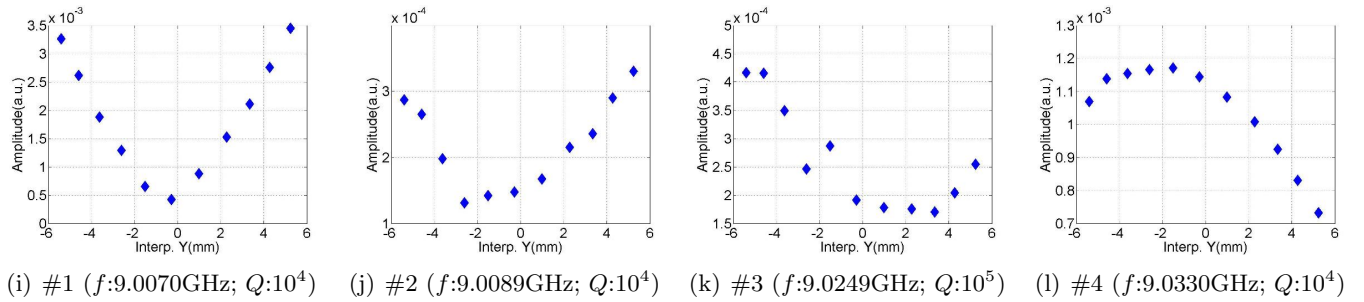 x 10⁻³
3.5
3
2.5
2
1.5
1
0.5
0
-6 -4 -2 0 2 4 6
Amplitude(a.u.)
Interp. Y(mm)
(i) #1 (f:9.0070GHz; Q:10⁴)
x 10⁻⁴
3
2
1
-6 -4 -2 0 2 4 6
Amplitude(a.u.)
Interp. Y(mm)
(j) #2 (f:9.0089GHz; Q:10⁴)
x 10⁻⁴
5
4.5
4
3.5
3
2.5
2
1.5
-6 -4 -2 0 2 4 6
Amplitude(a.u.)
Interp. Y(mm)
(k) #3 (f:9.0249GHz; Q:10⁵)
x 10⁻³
1.3
1.2
1.1
1
0.9
0.8
0.7
-6 -4 -2 0 2 4 6
Amplitude(a.u.)
Interp. Y(mm)
(l) #4 (f:9.0330GHz; Q:10⁴)